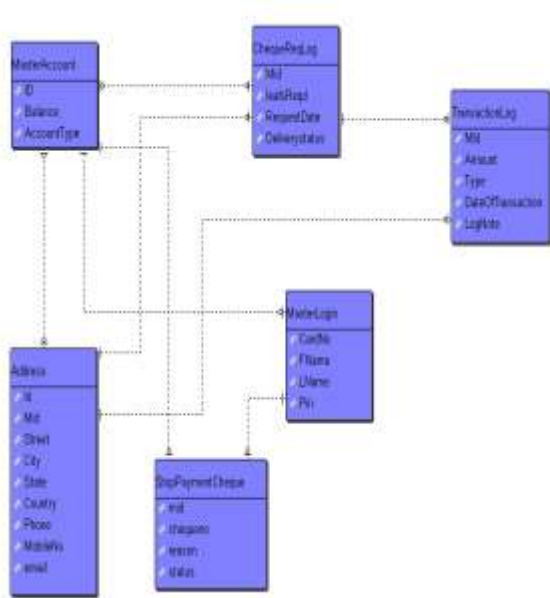 MasterAccount
ID
Balance
AccountType
ChequeReqLog
Mid
leafsReqd
RequestDate
Deliverystatus
TransactionLog
Mid
Amount
Type
DateOfTransaction
LogNote
MasterLogin
CardNo
FName
LName
Pin
Address
Id
Mid
Street
City
State
Country
Phone
MobileNo
email
StopPaymentCheque
mid
chequeno
reason
status